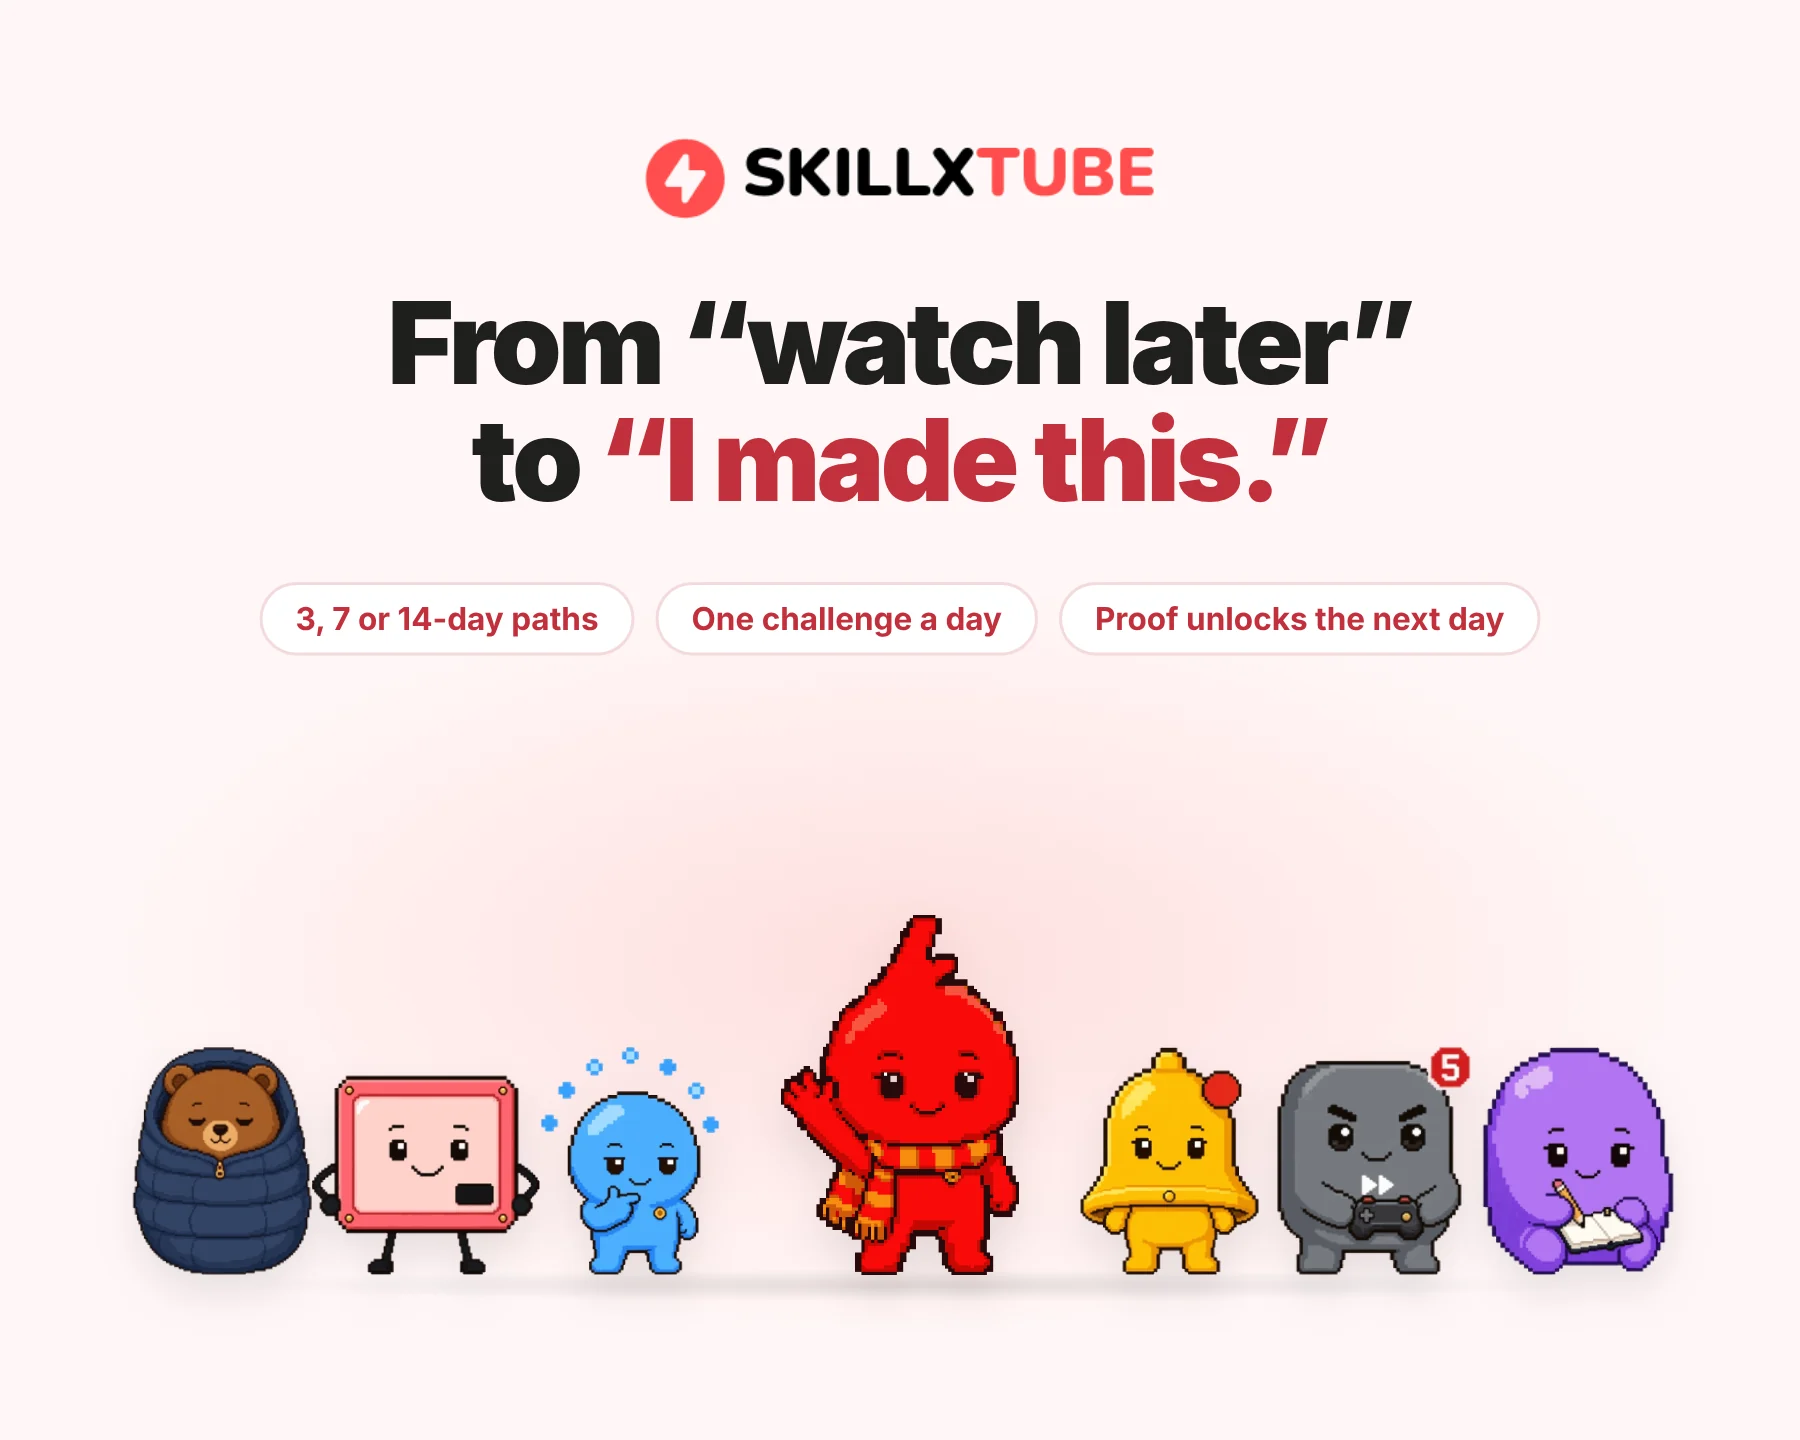 SKILLXTUBE
From “watch later”
to “I made this.”
3, 7 or 14-day paths
One challenge a day
Proof unlocks the next day
5